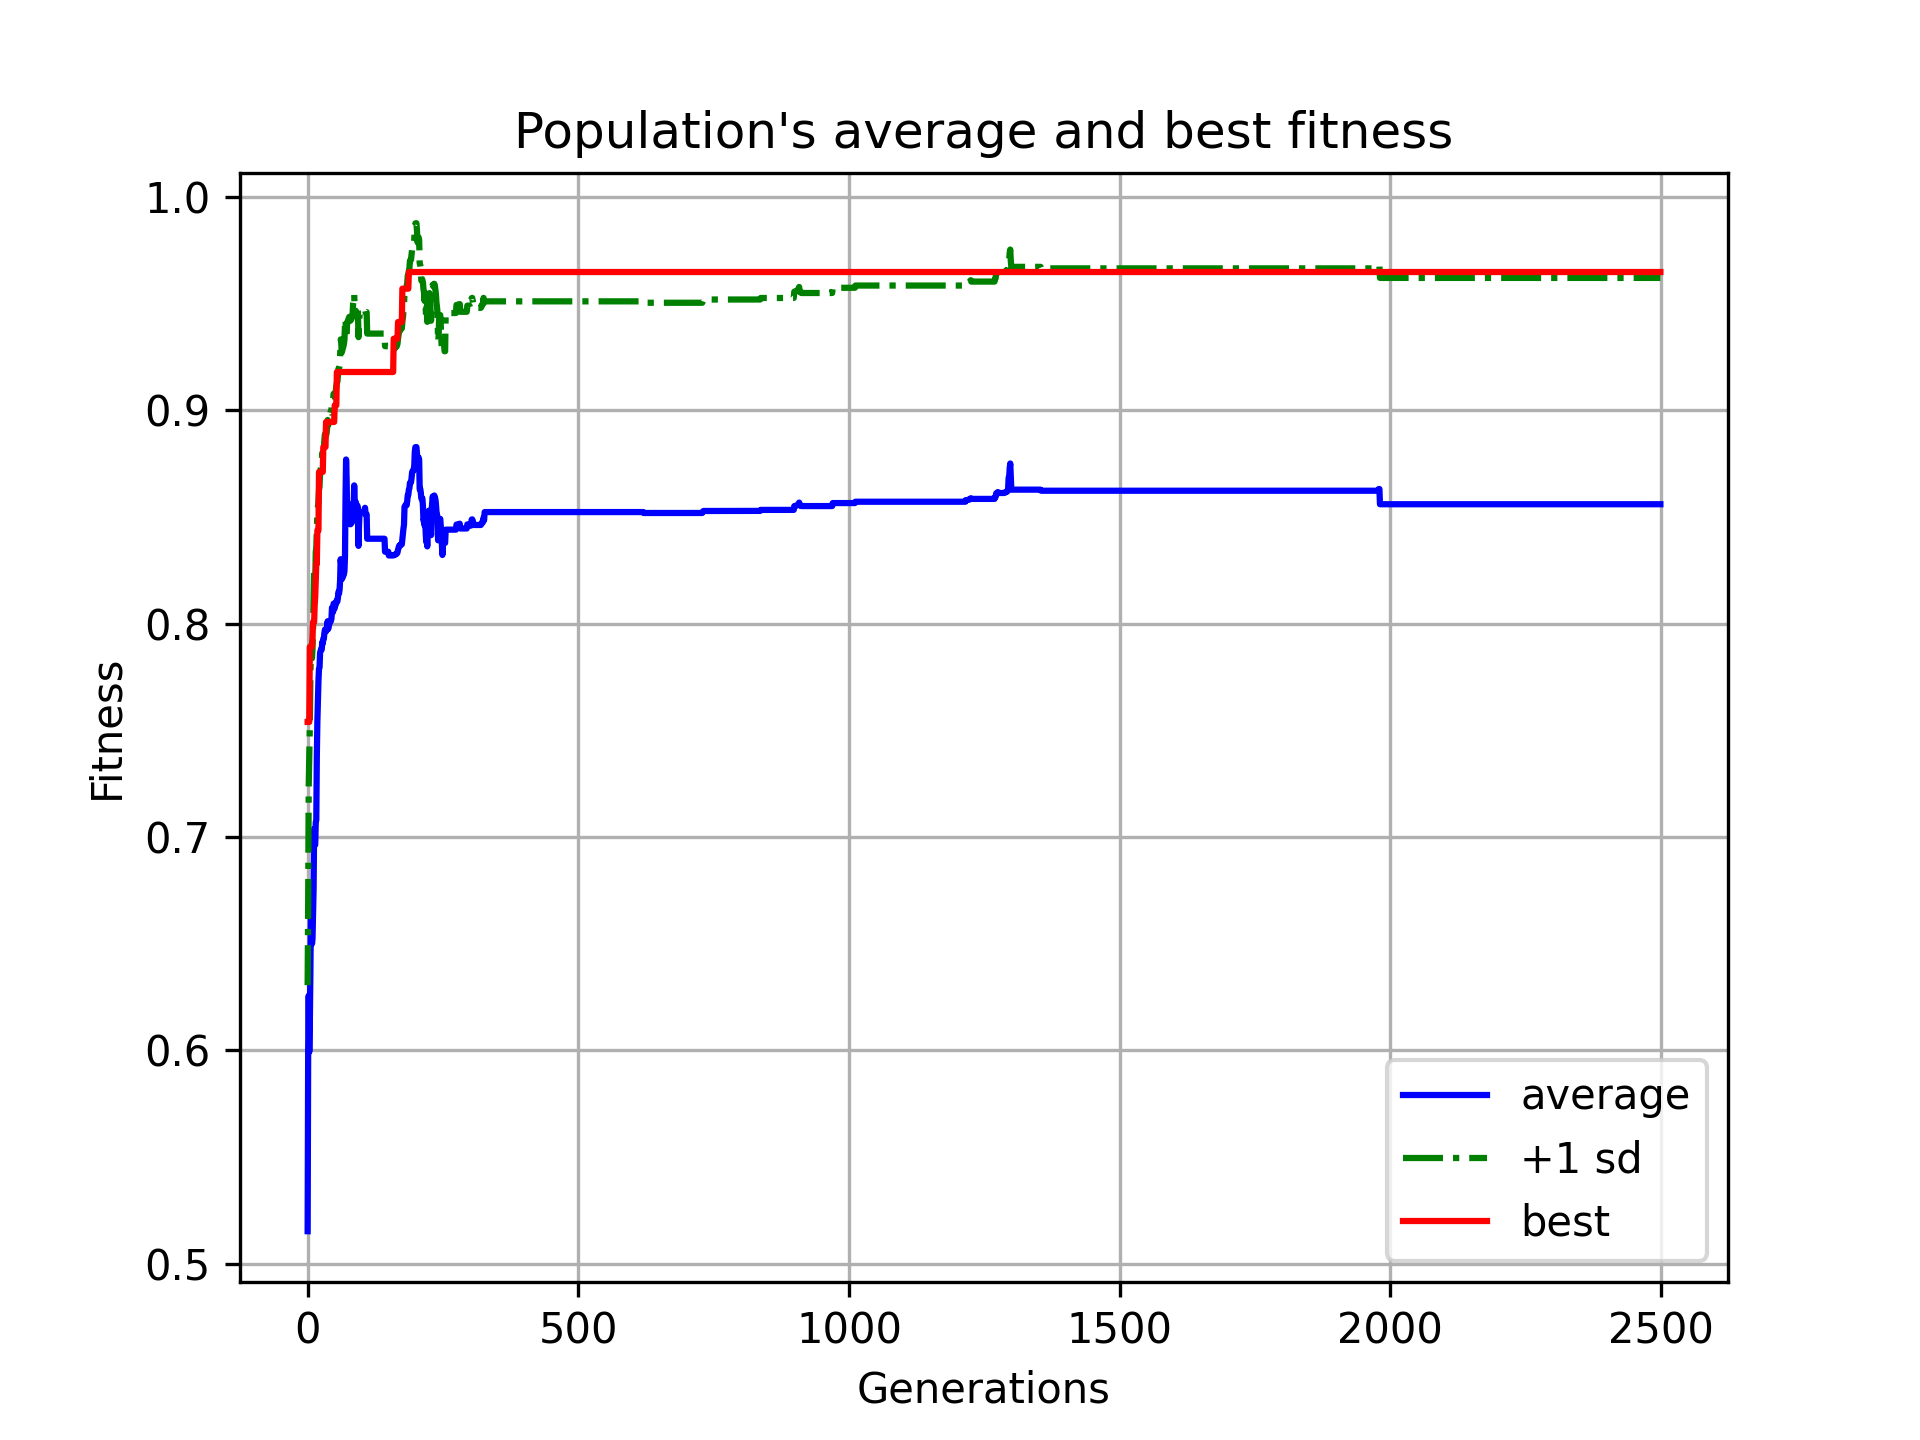 Population's average and best fitness
1.0
0.9
0.8
0.7
0.6
0.5
Fitness
0 500 1000 1500 2000 2500
Generations
average
+1 sd
best